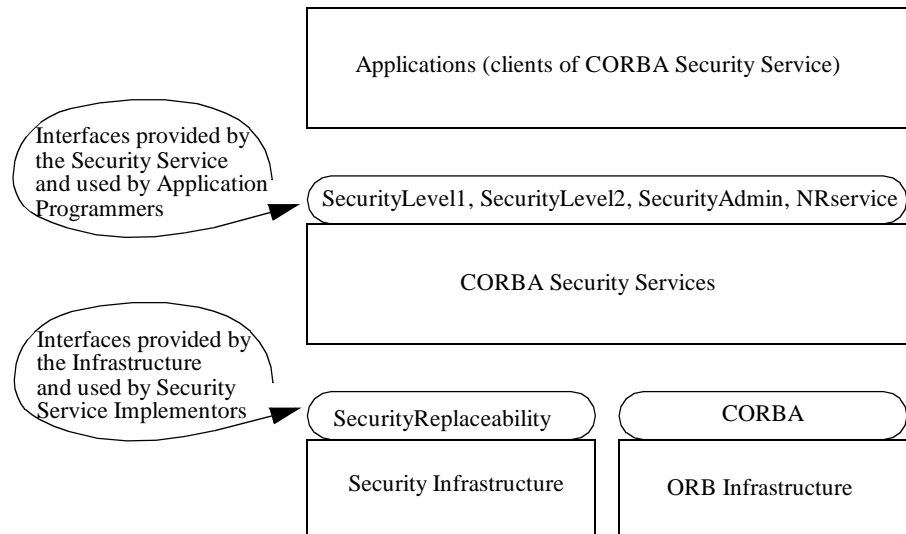 Applications (clients of CORBA Security Service)
Interfaces provided by
the Security Service
and used by Application
Programmers
SecurityLevel1, SecurityLevel2, SecurityAdmin, NRservice
CORBA Security Services
Interfaces provided by
the Infrastructure
and used by Security
Service Implementors
SecurityReplaceability
CORBA
Security Infrastructure
ORB Infrastructure